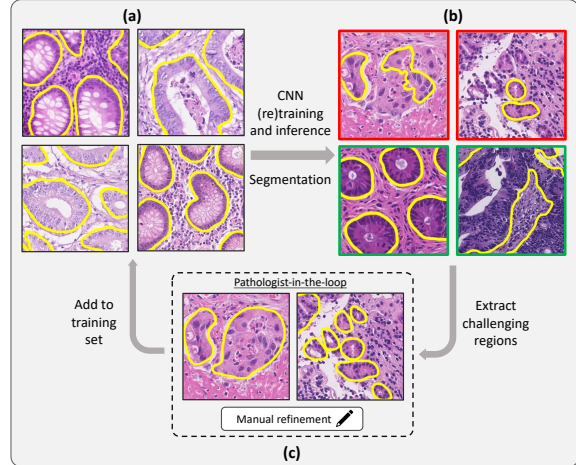 (a)
(b)
CNN
(re)training
and inference
Segmentation
Pathologist-in-the-loop
Add to
training
set
Extract
challenging
regions
Manual refinement
(c)